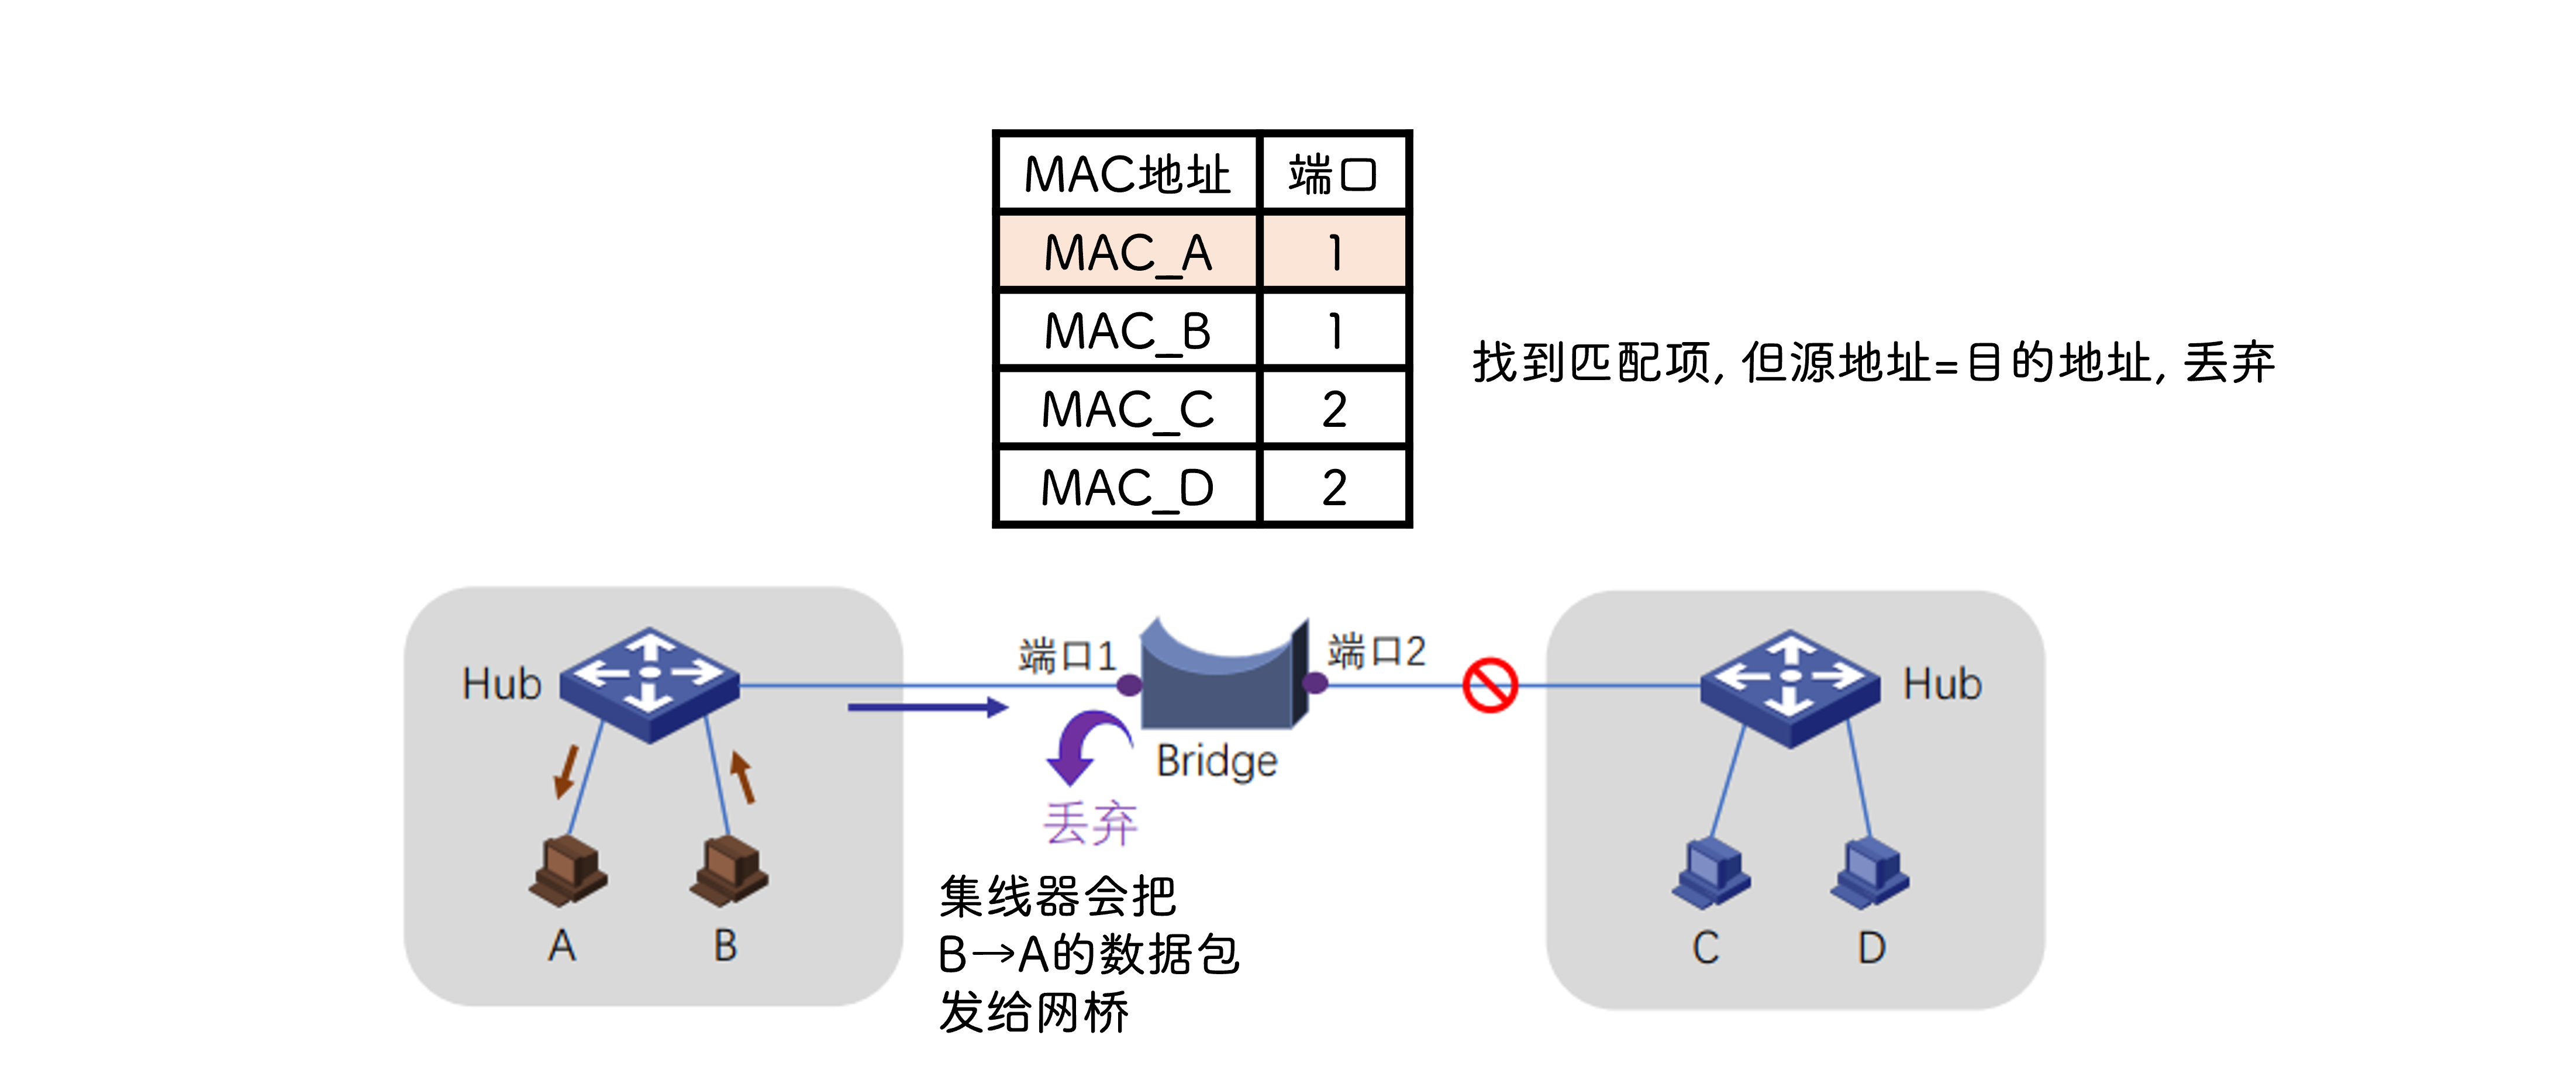 MAC地址 端口
MAC_A 1
MAC_B 1
MAC_C 2
MAC_D 2
找到匹配项, 但源地址=目的地址, 丢弃
Hub
端口1
端口2
Hub
Bridge
丢弃
集线器会把
B→A的数据包
发给网桥
A
B
C
D